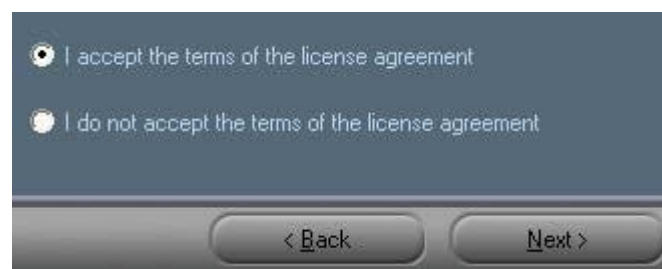 I accept the terms of the license agreement
I do not accept the terms of the license agreement
< Back
Next >